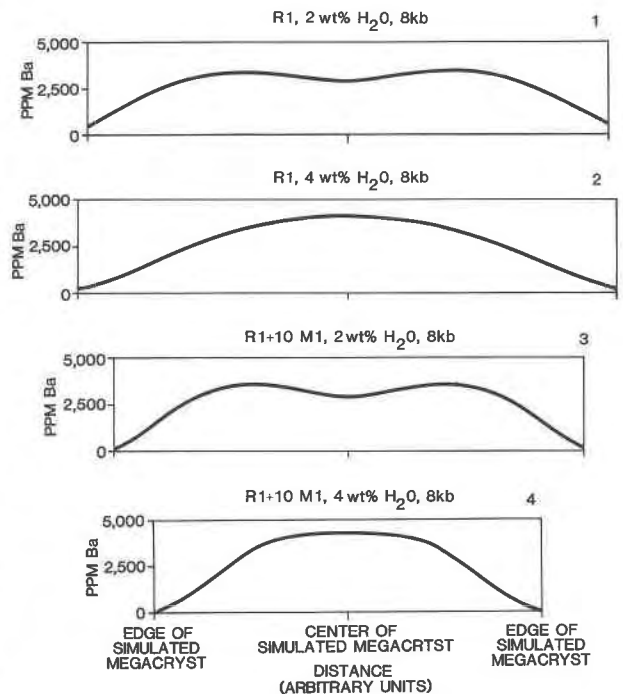 R1, 2 wt% H2O, 8kb
1
5,000
2,500
0
PPM Ba
R1, 4 wt% H2O, 8kb
2
5,000
2,500
0
PPM Ba
R1+10 M1, 2 wt% H2O, 8kb
3
5,000
2,500
0
PPM Ba
R1+10 M1, 4 wt% H2O, 8kb
4
5,000
2,500
0
PPM Ba
EDGE OF
SIMULATED
MEGACRYST
CENTER OF
SIMULATED MEGACRTST
EDGE OF
SIMULATED
MEGACRYST
DISTANCE
(ARBITRARY UNITS)